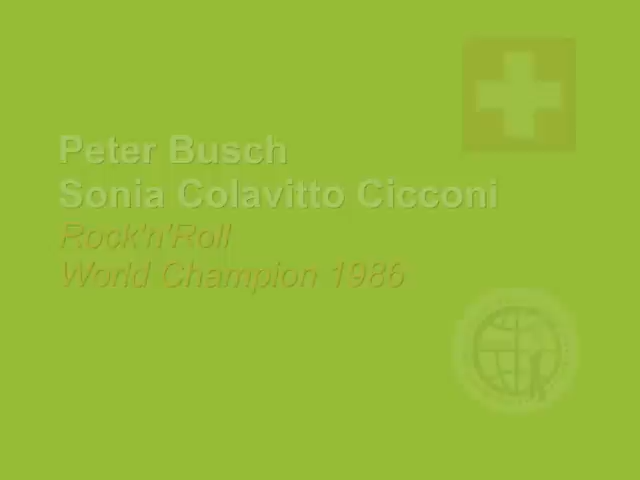 Peter Busch
Sonia Colavitto Cicconi
Rock'n'Roll
World Champion 1986